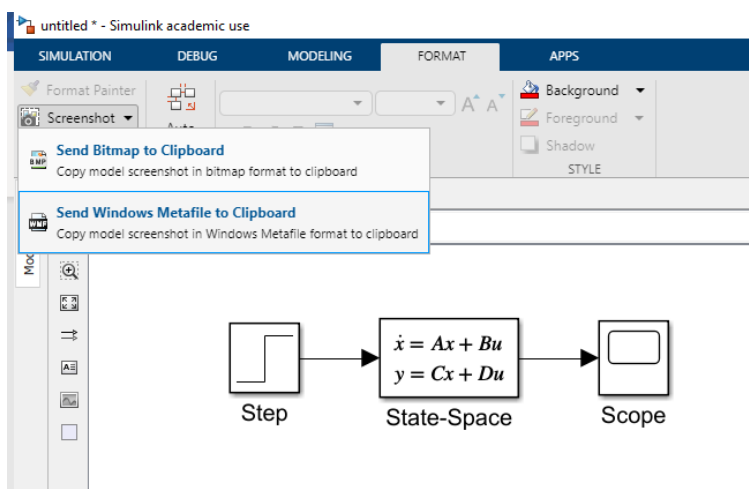 untitled * - Simulink academic use
SIMULATION DEBUG MODELING FORMAT APPS
Format Painter
Screenshot
A A
Background
Foreground
Shadow
STYLE
BMP
Send Bitmap to Clipboard
Copy model screenshot in bitmap format to clipboard
WMF
Send Windows Metafile to Clipboard
Copy model screenshot in Windows Metafile format to clipboard
A
ẋ = Ax + Bu
y = Cx + Du
Step
State-Space
Scope